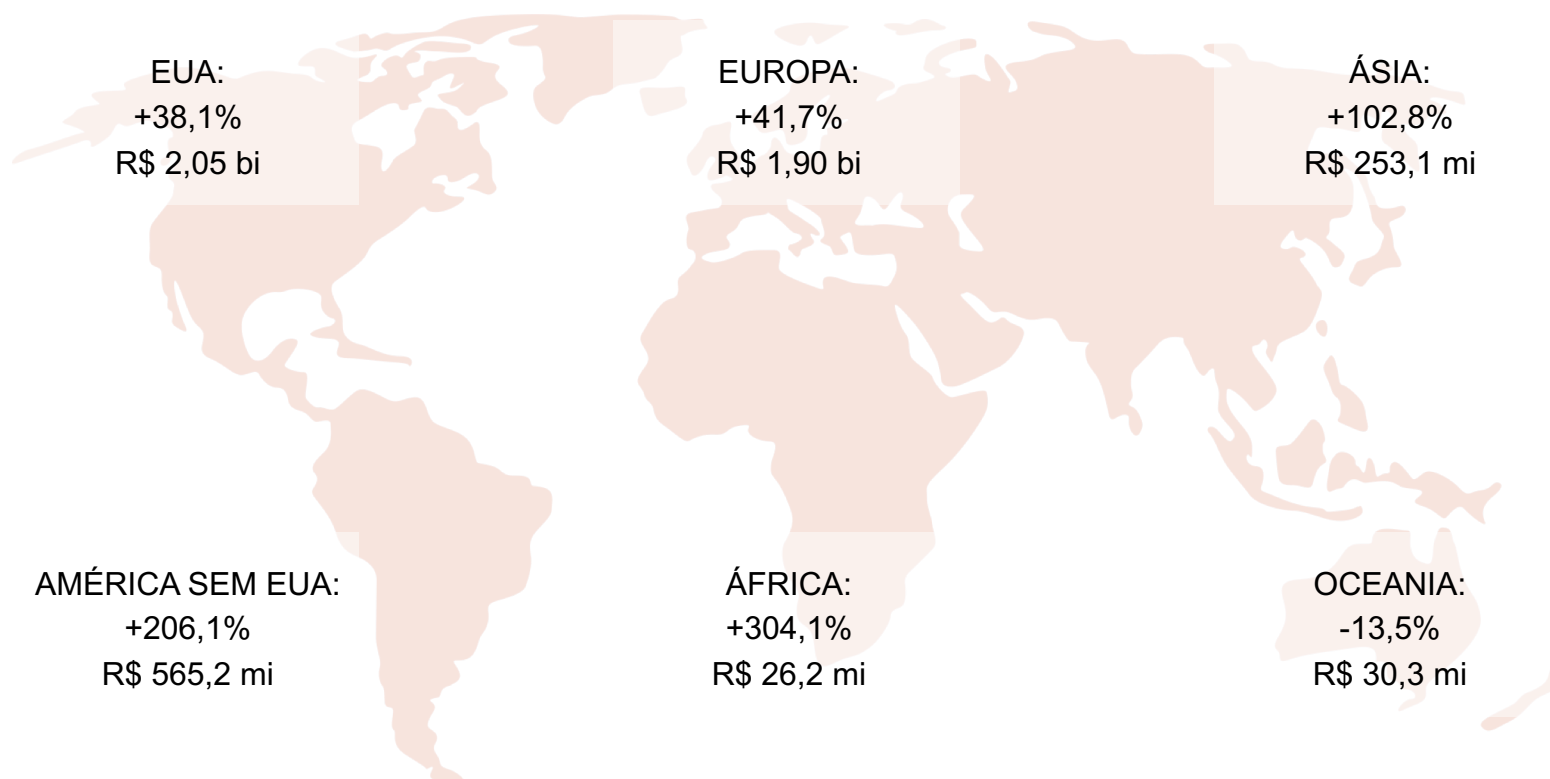 EUA:
+38,1%
R$ 2,05 bi
EUROPA:
+41,7%
R$ 1,90 bi
ÁSIA:
+102,8%
R$ 253,1 mi
AMÉRICA SEM EUA:
+206,1%
R$ 565,2 mi
ÁFRICA:
+304,1%
R$ 26,2 mi
OCEANIA:
-13,5%
R$ 30,3 mi